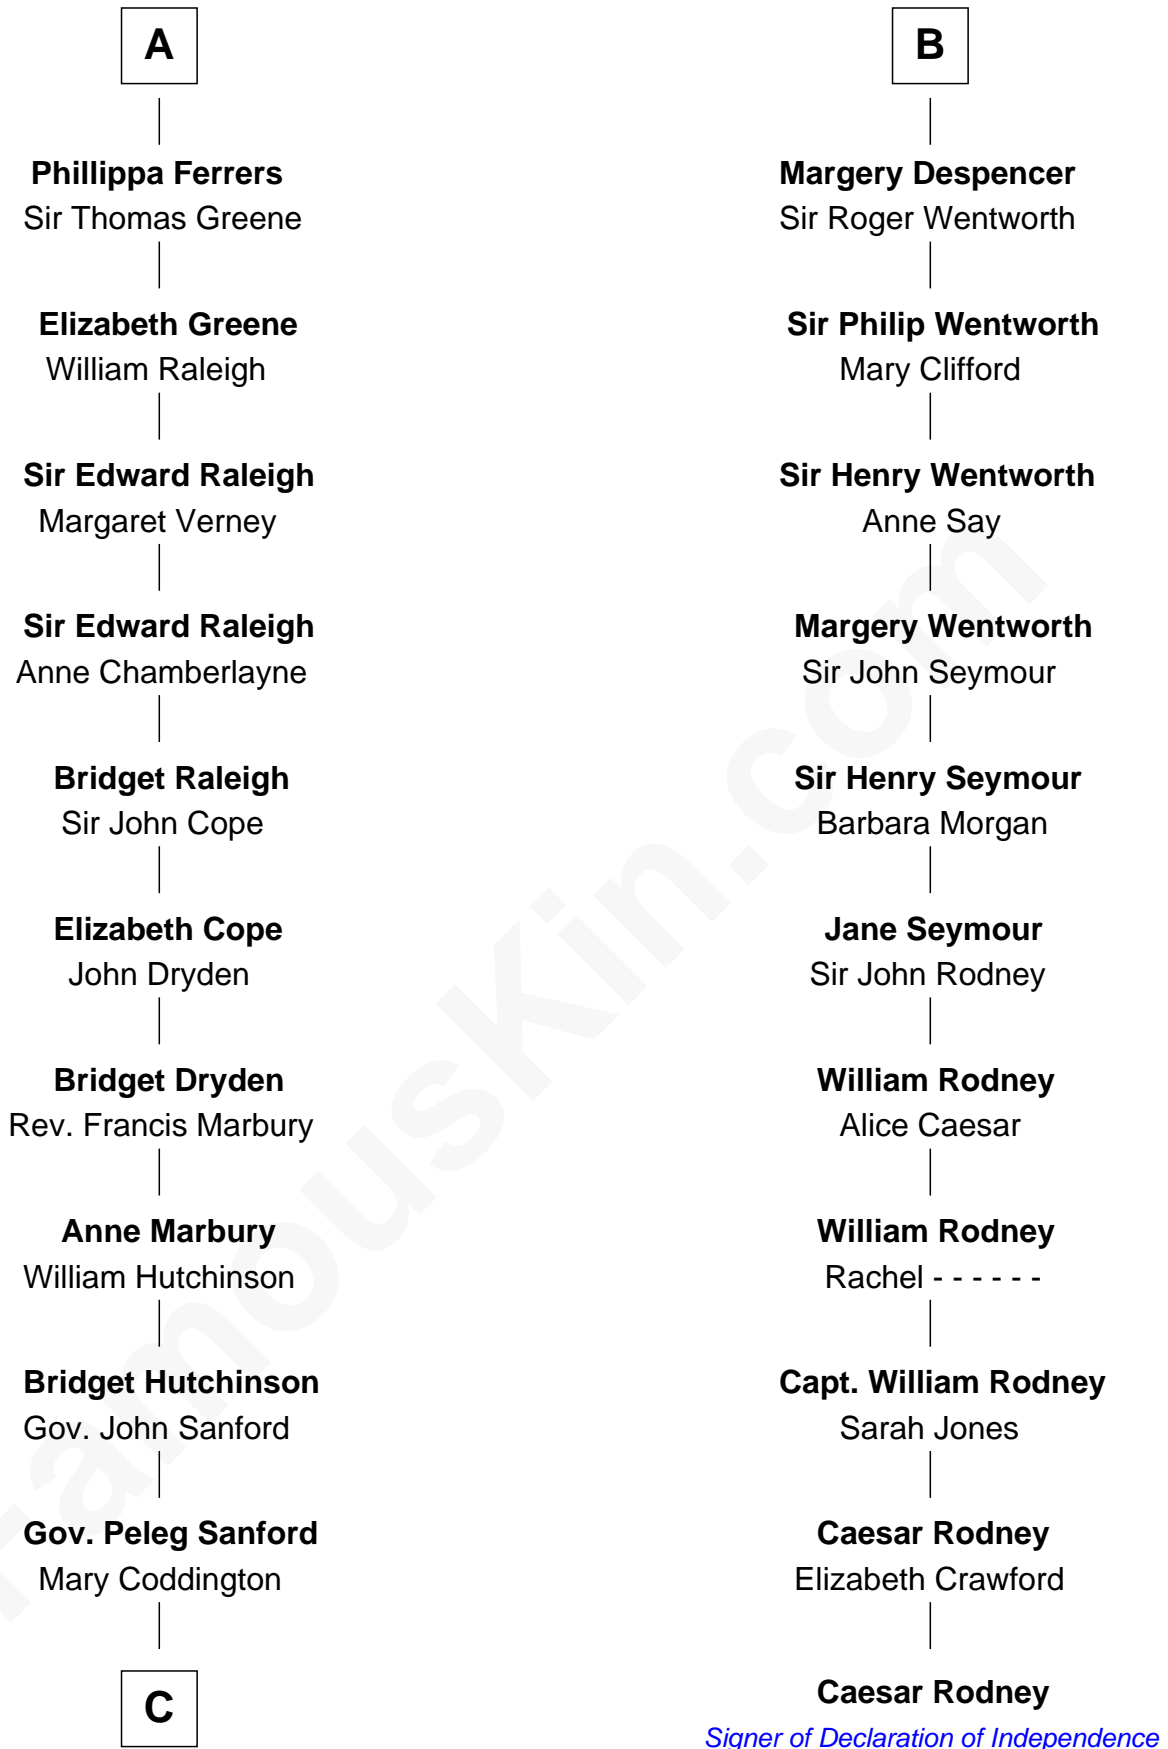 A
Phillippa Ferrers
Sir Thomas Greene
Elizabeth Greene
William Raleigh
Sir Edward Raleigh
Margaret Verney
Sir Edward Raleigh
Anne Chamberlayne
Bridget Raleigh
Sir John Cope
Elizabeth Cope
John Dryden
Bridget Dryden
Rev. Francis Marbury
Anne Marbury
William Hutchinson
Bridget Hutchinson
Gov. John Sanford
Gov. Peleg Sanford
Mary Coddington
C
B
Margery Despencer
Sir Roger Wentworth
Sir Philip Wentworth
Mary Clifford
Sir Henry Wentworth
Anne Say
Margery Wentworth
Sir John Seymour
Sir Henry Seymour
Barbara Morgan
Jane Seymour
Sir John Rodney
William Rodney
Alice Caesar
William Rodney
Rachel - - - - - -
Capt. William Rodney
Sarah Jones
Caesar Rodney
Elizabeth Crawford
Caesar Rodney
Signer of Declaration of Independence
FamousKin.com